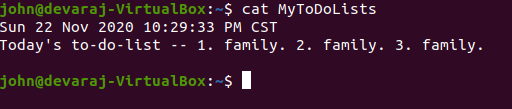 john@devaraj-VirtualBox:~$ cat MyToDoLists
Sun 22 Nov 2020 10:29:33 PM CST
Today's to-do-list -- 1. family. 2. family. 3. family.
john@devaraj-VirtualBox:~$